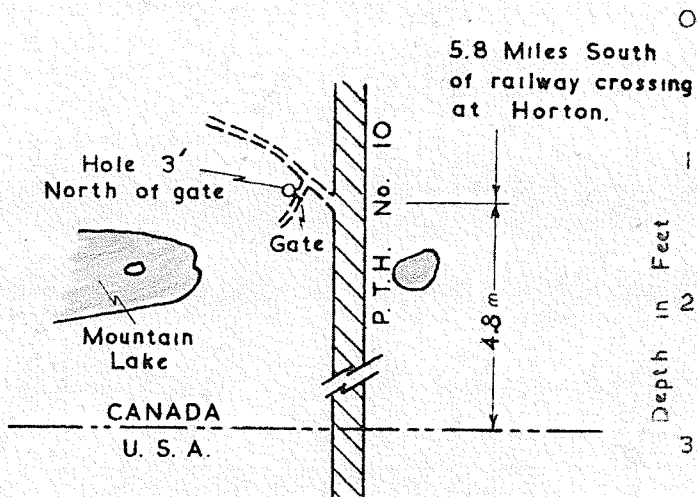 5.8 Miles South
of railway crossing
at Horton.
Hole 3'
North of gate
Gate
P. T. H. No. 10
Mountain
Lake
4.8 m
CANADA
U. S. A.
Depth in Feet
0
1
2
3